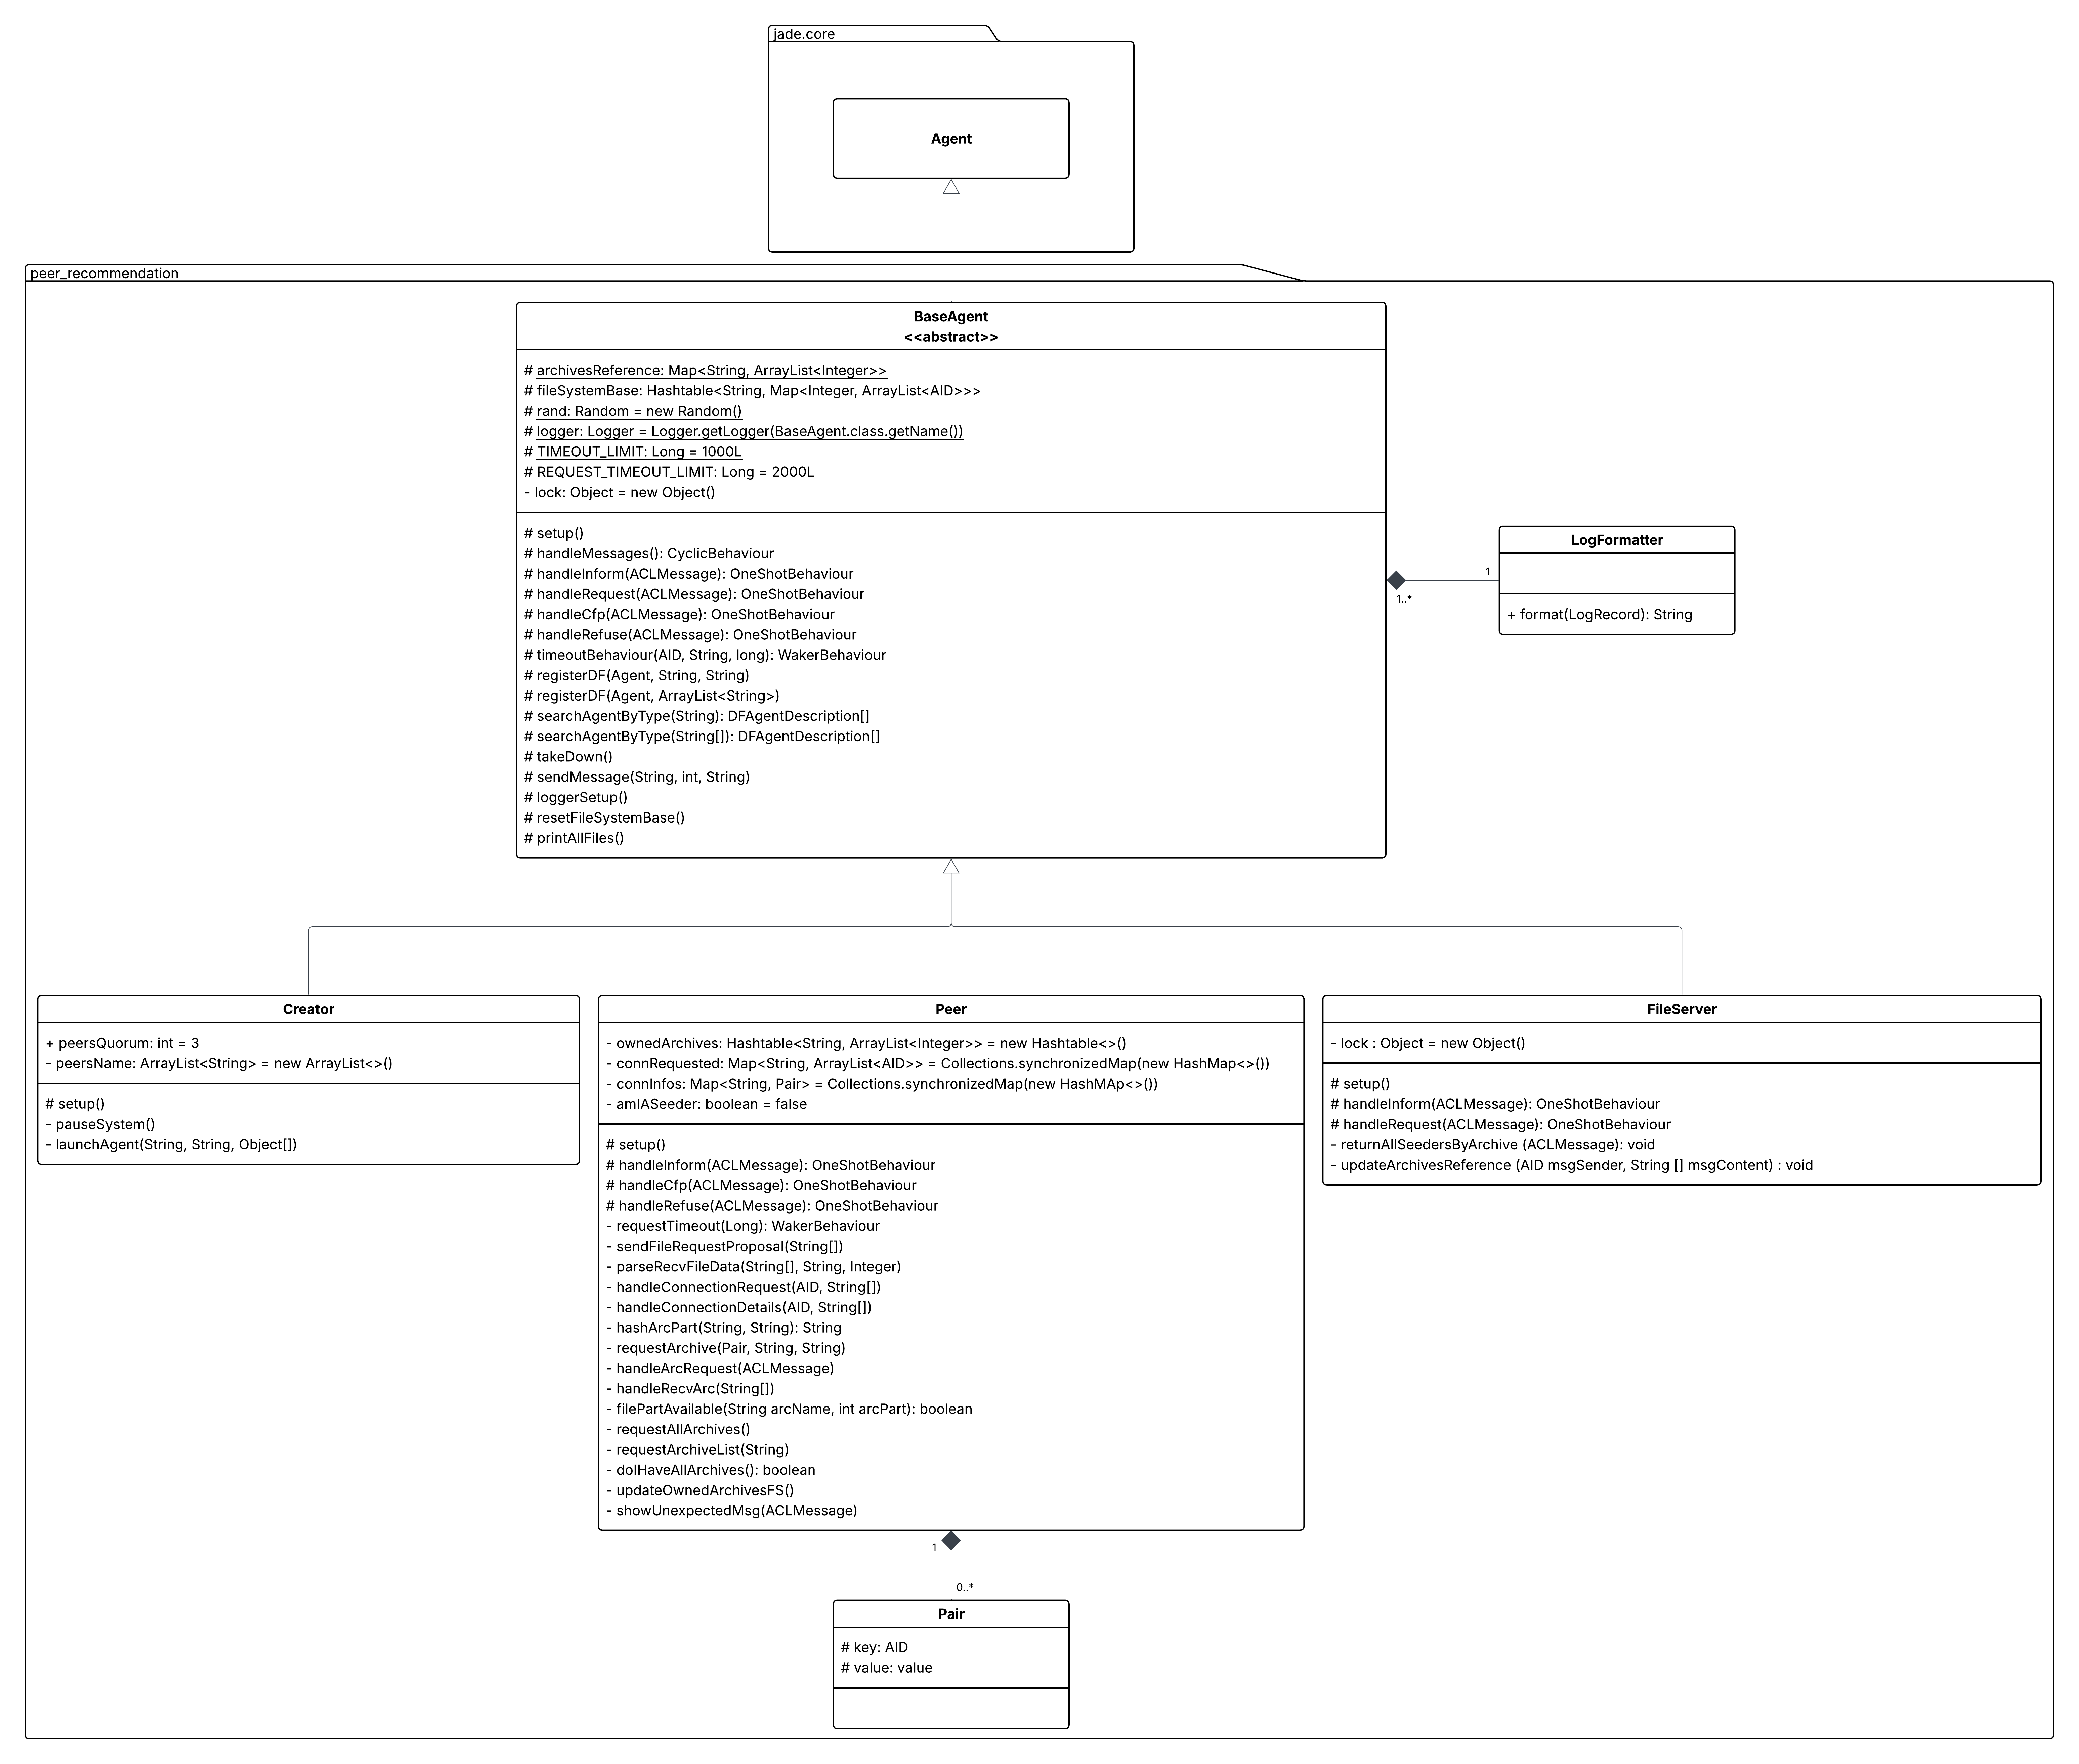 jade.core
Agent
peer_recommendation
BaseAgent
<<abstract>>
# archivesReference: Map<String, ArrayList<Integer>>
# fileSystemBase: Hashtable<String, Map<Integer, ArrayList<AID>>>
# rand: Random = new Random()
# logger: Logger = Logger.getLogger(BaseAgent.class.getName())
# TIMEOUT_LIMIT: Long = 1000L
# REQUEST_TIMEOUT_LIMIT: Long = 2000L
- lock: Object = new Object()
# setup()
# handleMessages(): CyclicBehaviour
# handleInform(ACLMessage): OneShotBehaviour
# handleRequest(ACLMessage): OneShotBehaviour
# handleCfp(ACLMessage): OneShotBehaviour
# handleRefuse(ACLMessage): OneShotBehaviour
# timeoutBehaviour(AID, String, long): WakerBehaviour
# registerDF(Agent, String, String)
# registerDF(Agent, ArrayList<String>)
# searchAgentByType(String): DFAgentDescription[]
# searchAgentByType(String[]): DFAgentDescription[]
# takeDown()
# sendMessage(String, int, String)
# loggerSetup()
# resetFileSystemBase()
# printAllFiles()
1
1..*
LogFormatter
+ format(LogRecord): String
Creator
+ peersQuorum: int = 3
- peersName: ArrayList<String> = new ArrayList<>()
# setup()
- pauseSystem()
- launchAgent(String, String, Object[])
Peer
- ownedArchives: Hashtable<String, ArrayList<Integer>> = new Hashtable<>()
- connRequested: Map<String, ArrayList<AID>> = Collections.synchronizedMap(new HashMap<>())
- connInfos: Map<String, Pair> = Collections.synchronizedMap(new HashMAp<>())
- amIASeeder: boolean = false
# setup()
# handleInform(ACLMessage): OneShotBehaviour
# handleCfp(ACLMessage): OneShotBehaviour
# handleRefuse(ACLMessage): OneShotBehaviour
- requestTimeout(Long): WakerBehaviour
- sendFileRequestProposal(String[])
- parseRecvFileData(String[], String, Integer)
- handleConnectionRequest(AID, String[])
- handleConnectionDetails(AID, String[])
- hashArcPart(String, String): String
- requestArchive(Pair, String, String)
- handleArcRequest(ACLMessage)
- handleRecvArc(String[])
- filePartAvailable(String arcName, int arcPart): boolean
- requestAllArchives()
- requestArchiveList(String)
- doIHaveAllArchives(): boolean
- updateOwnedArchivesFS()
- showUnexpectedMsg(ACLMessage)
FileServer
- lock : Object = new Object()
# setup()
# handleInform(ACLMessage): OneShotBehaviour
# handleRequest(ACLMessage): OneShotBehaviour
- returnAllSeedersByArchive (ACLMessage): void
- updateArchivesReference (AID msgSender, String [] msgContent) : void
1
0..*
Pair
# key: AID
# value: value